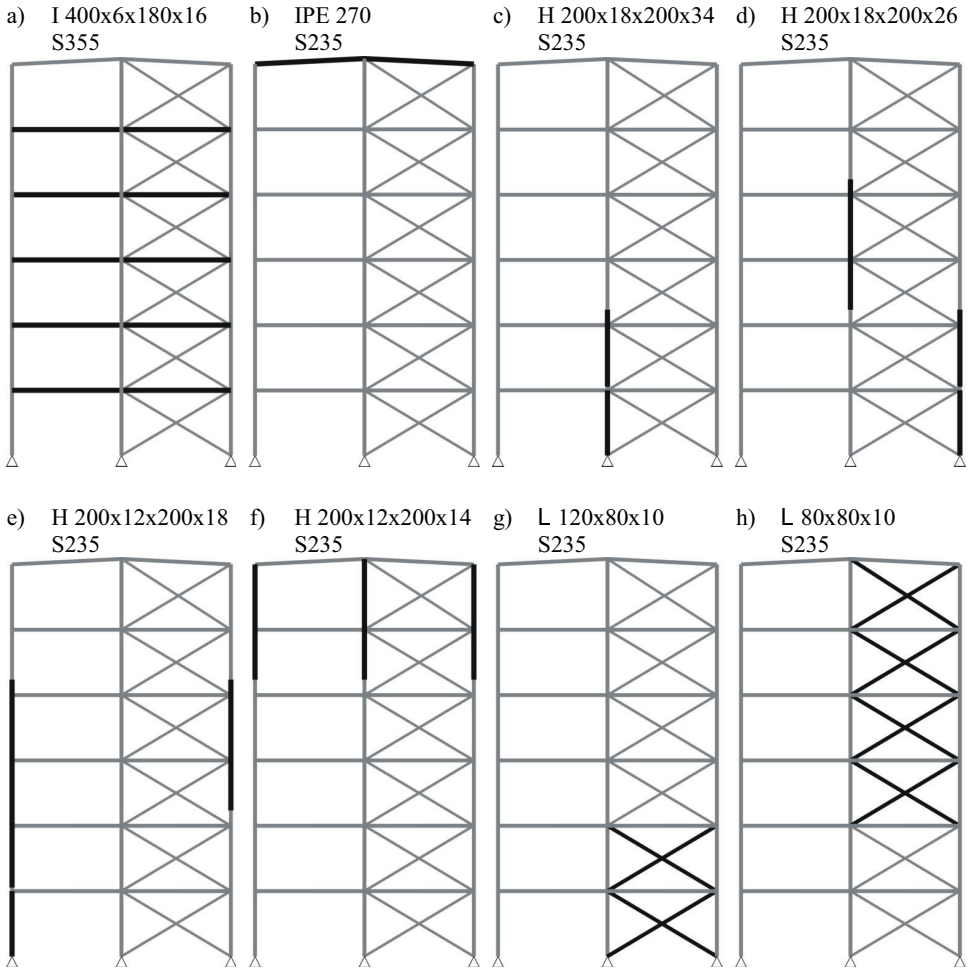 a) I 400x6x180x16
S355
b) IPE 270
S235
c) H 200x18x200x34
S235
d) H 200x18x200x26
S235
e) H 200x12x200x18
S235
f) H 200x12x200x14
S235
g) L 120x80x10
S235
h) L 80x80x10
S235